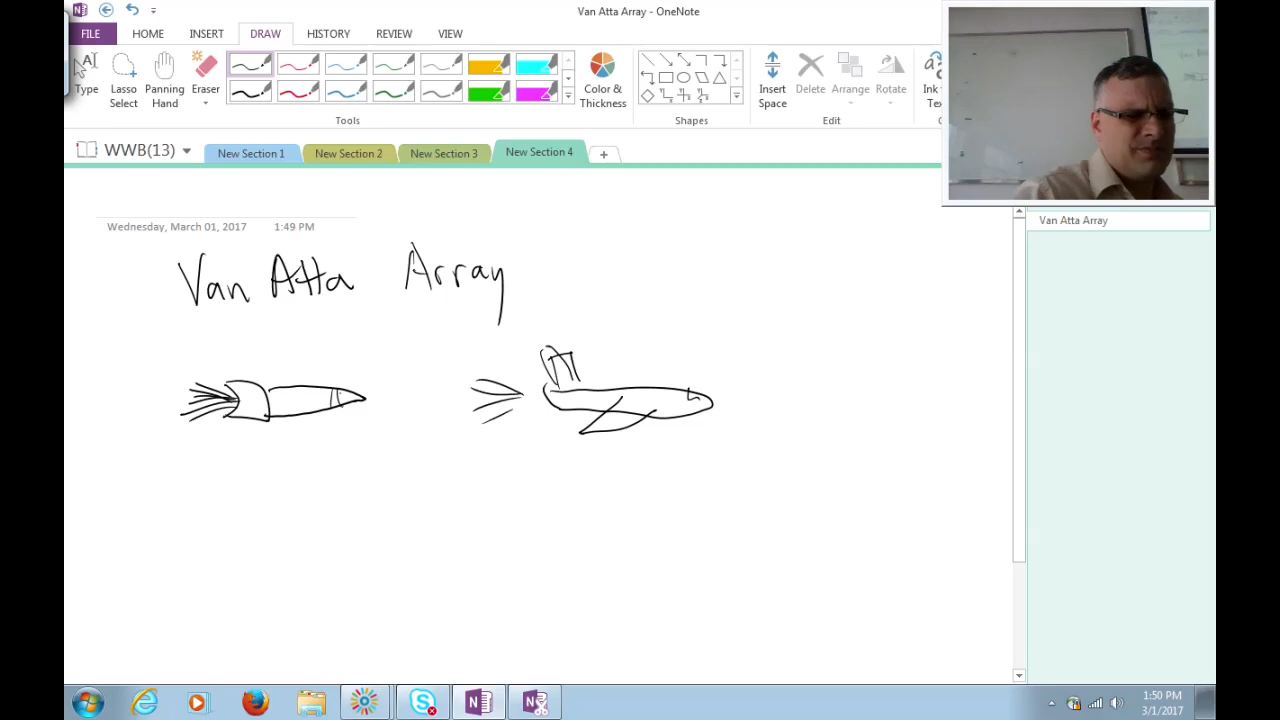 Van Atta Array - OneNote
FILE HOME INSERT DRAW HISTORY REVIEW VIEW
Type
Lasso Select
Panning Hand
Eraser
Color & Thickness
Insert Space
Delete
Arrange
Rotate
Ink to
Tools
Shapes
Edit
WWB(13)
New Section 1
New Section 2
New Section 3
New Section 4
Van Atta Array
Wednesday, March 01, 2017 1:49 PM
Van Atta Array
1:50 PM
3/1/2017